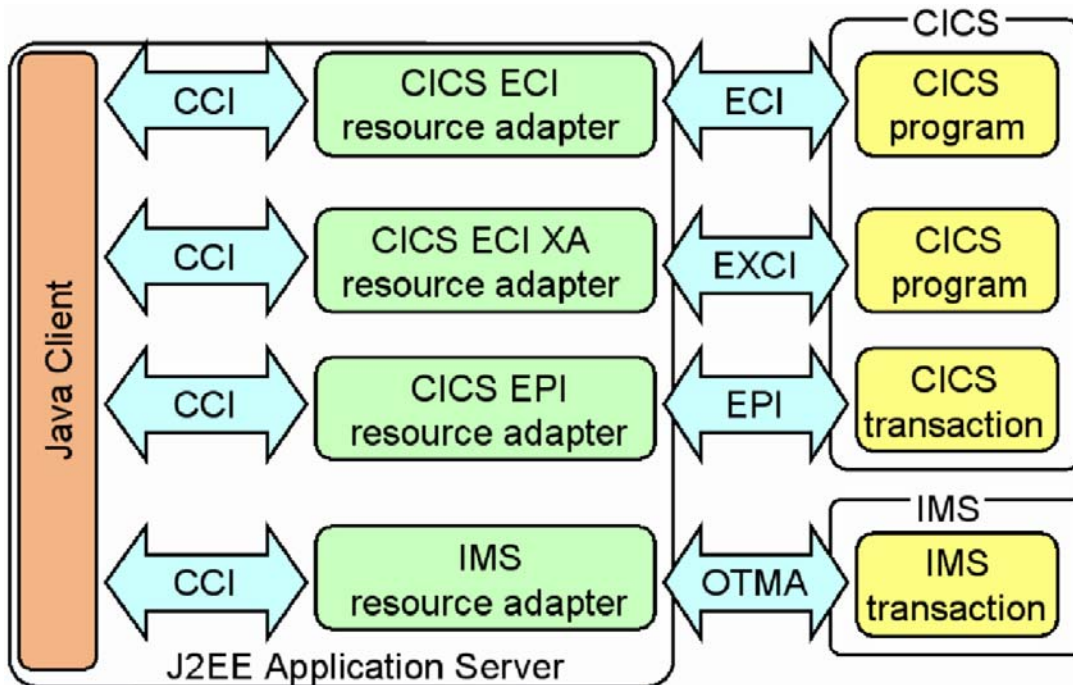 CICS
Java Client
CCI
CICS ECI
resource adapter
ECI
CICS
program
CCI
CICS ECI XA
resource adapter
EXCI
CICS
program
CCI
CICS EPI
resource adapter
EPI
CICS
transaction
IMS
CCI
IMS
resource adapter
OTMA
IMS
transaction
J2EE Application Server